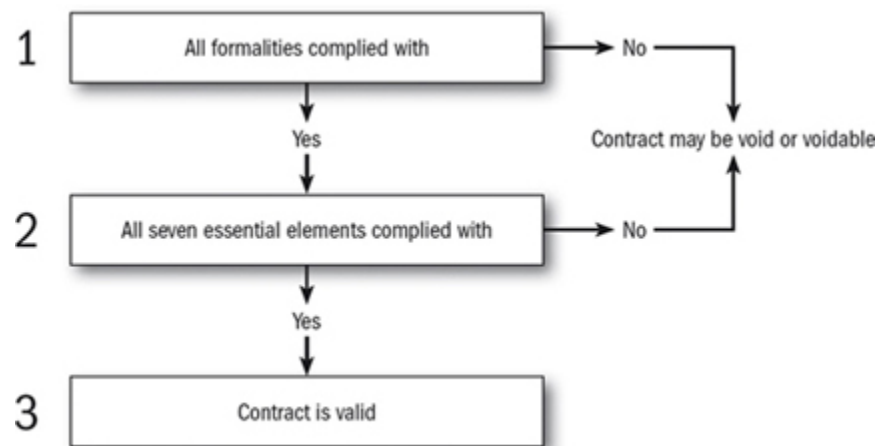 1
All formalities complied with
No
Yes
Contract may be void or voidable
2
All seven essential elements complied with
No
Yes
3
Contract is valid